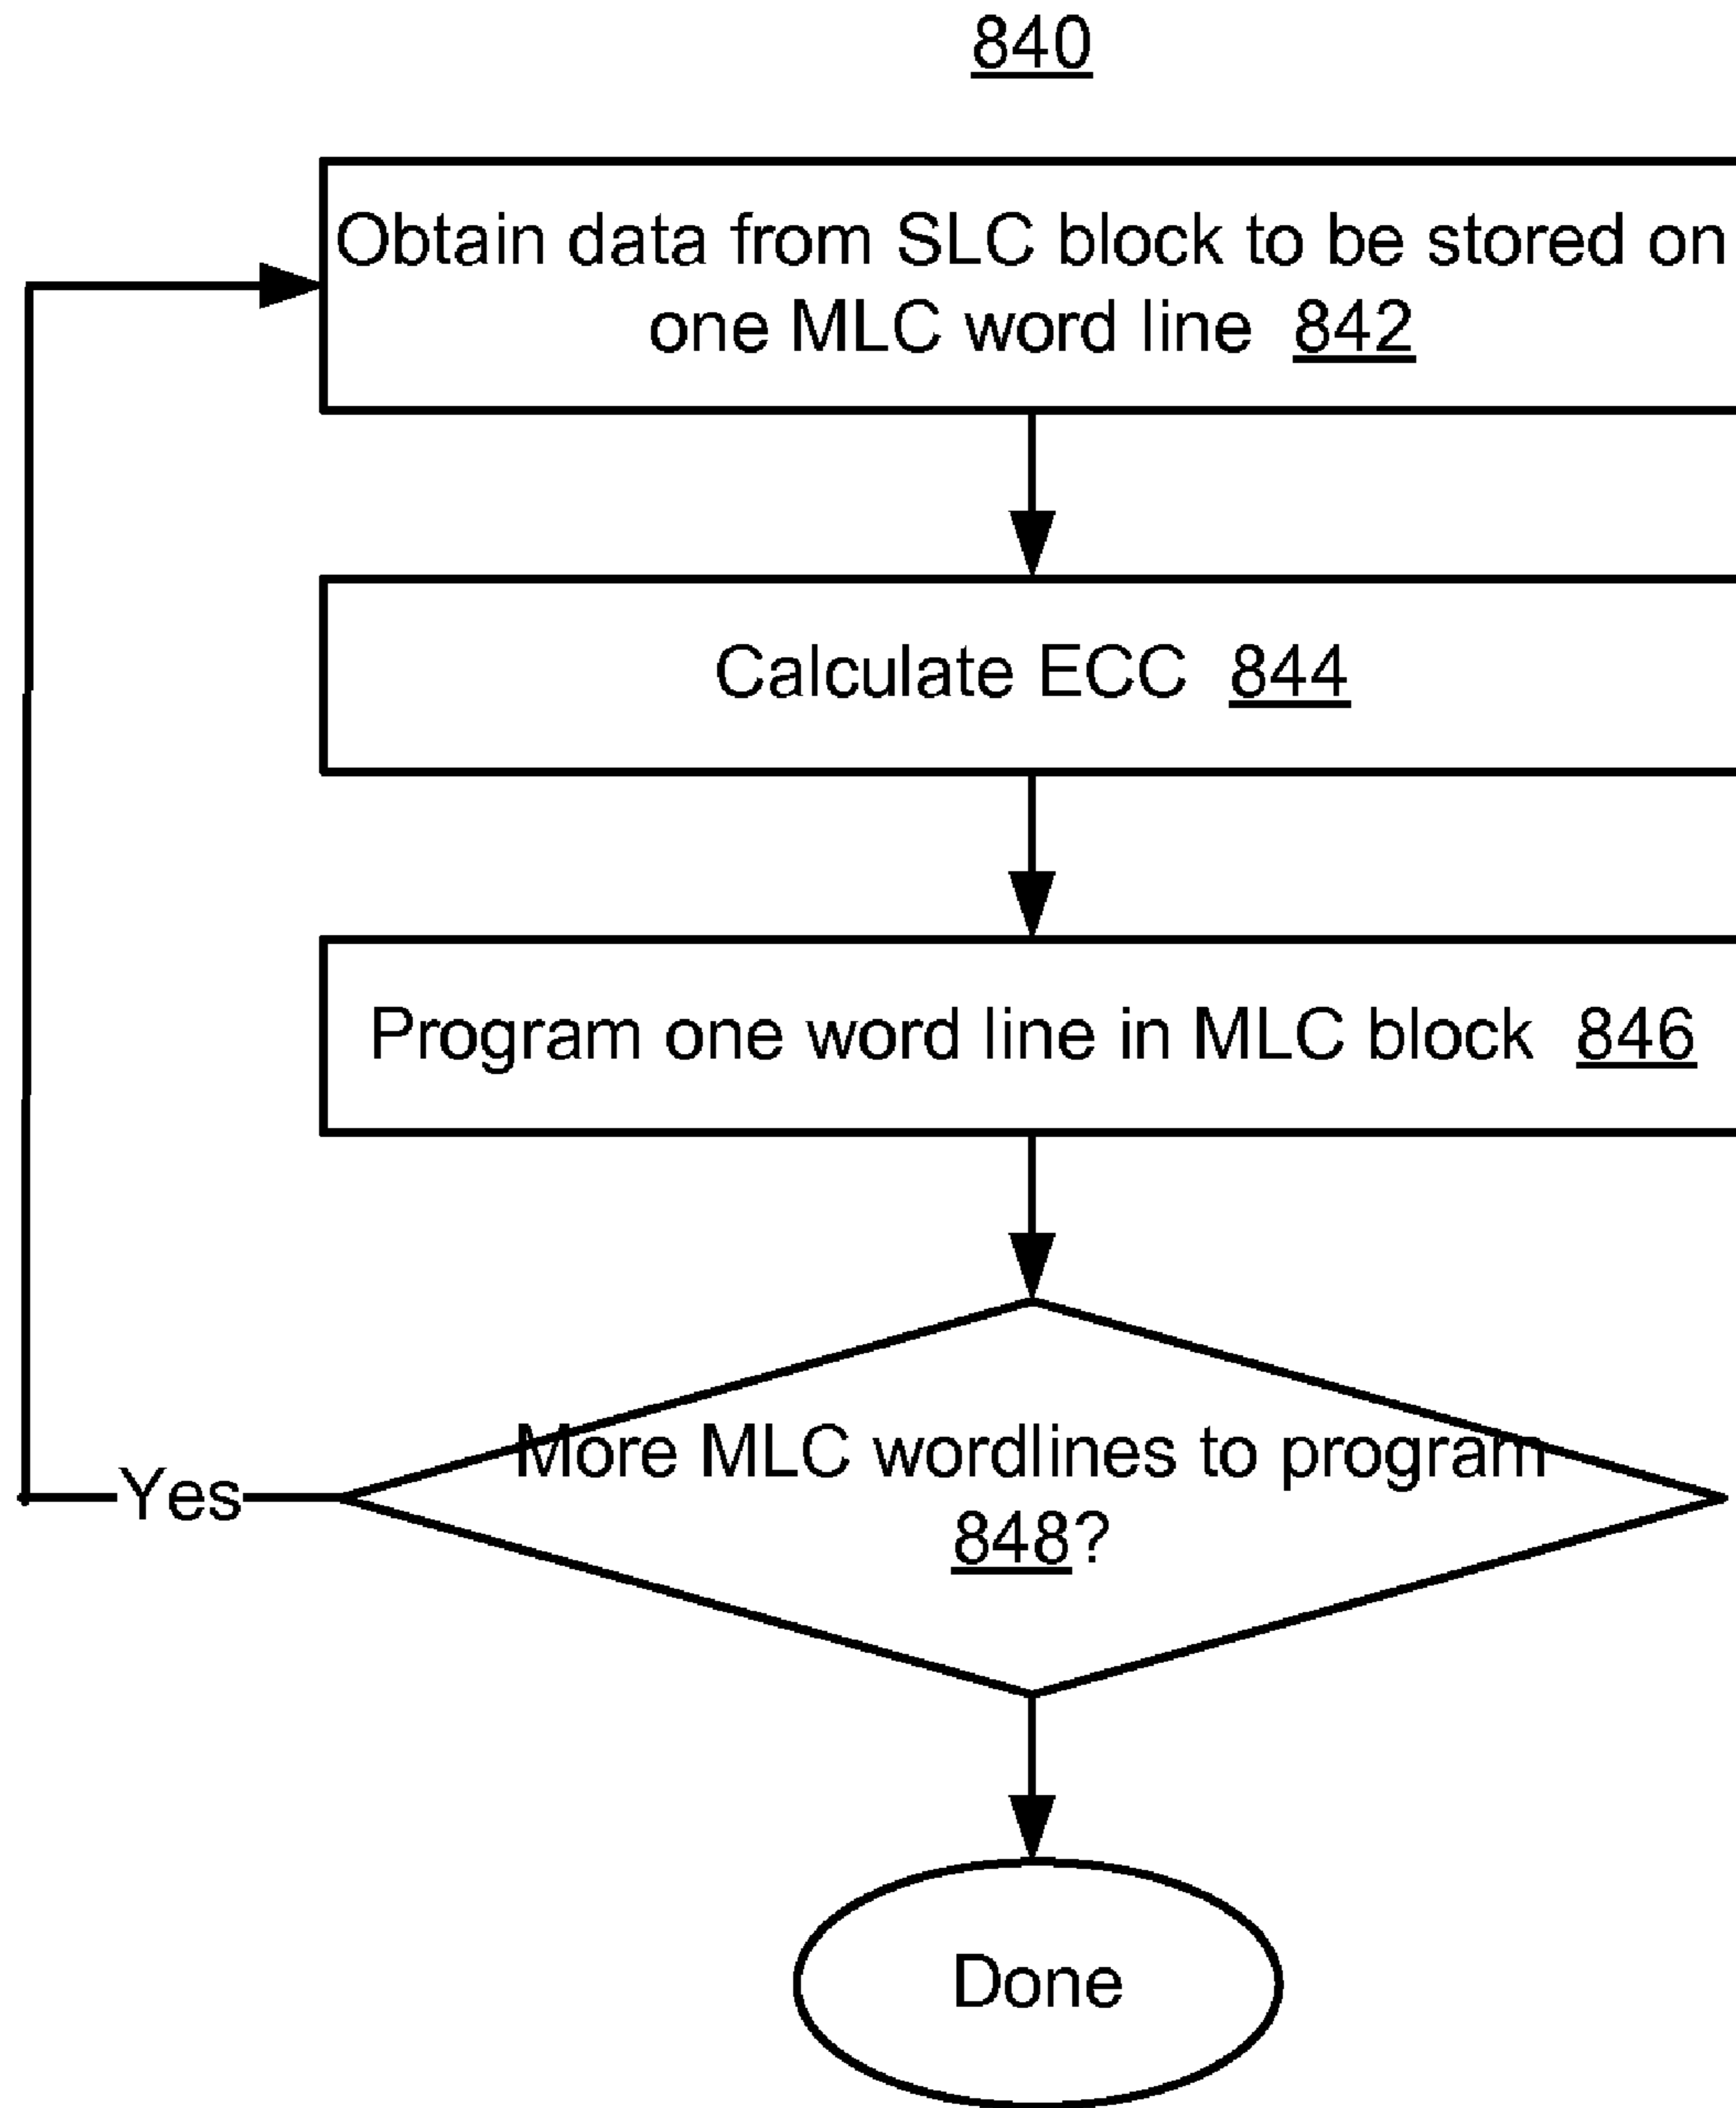 840
Obtain data from SLC block to be stored on
one MLC word line 842
Calculate ECC 844
Program one word line in MLC block 846
More MLC wordlines to program
848?
Yes
Done